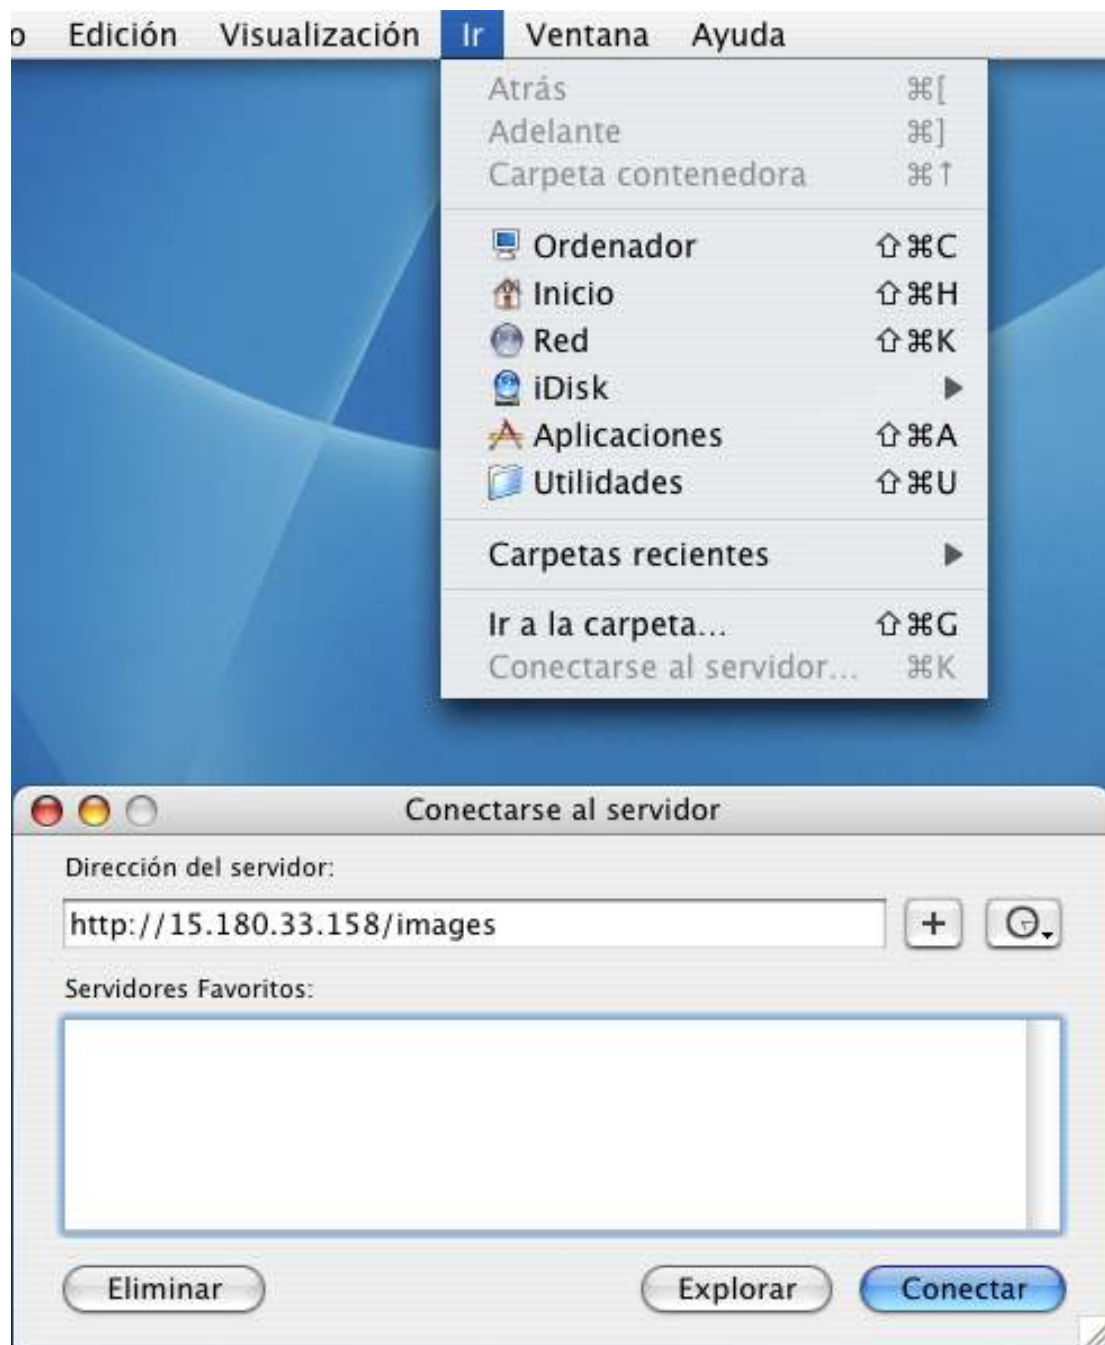 o Edición Visualización Ir Ventana Ayuda
Atrás ⌘[
Adelante ⌘]
Carpeta contenedora ⌘↑
Ordenador ⇧⌘C
Inicio ⇧⌘H
Red ⇧⌘K
iDisk ▶
Aplicaciones ⇧⌘A
Utilidades ⇧⌘U
Carpetas recientes ▶
Ir a la carpeta... ⇧⌘G
Conectarse al servidor... ⌘K
Conectarse al servidor
Dirección del servidor:
http://15.180.33.158/images +
Servidores Favoritos:
Eliminar Explorar Conectar